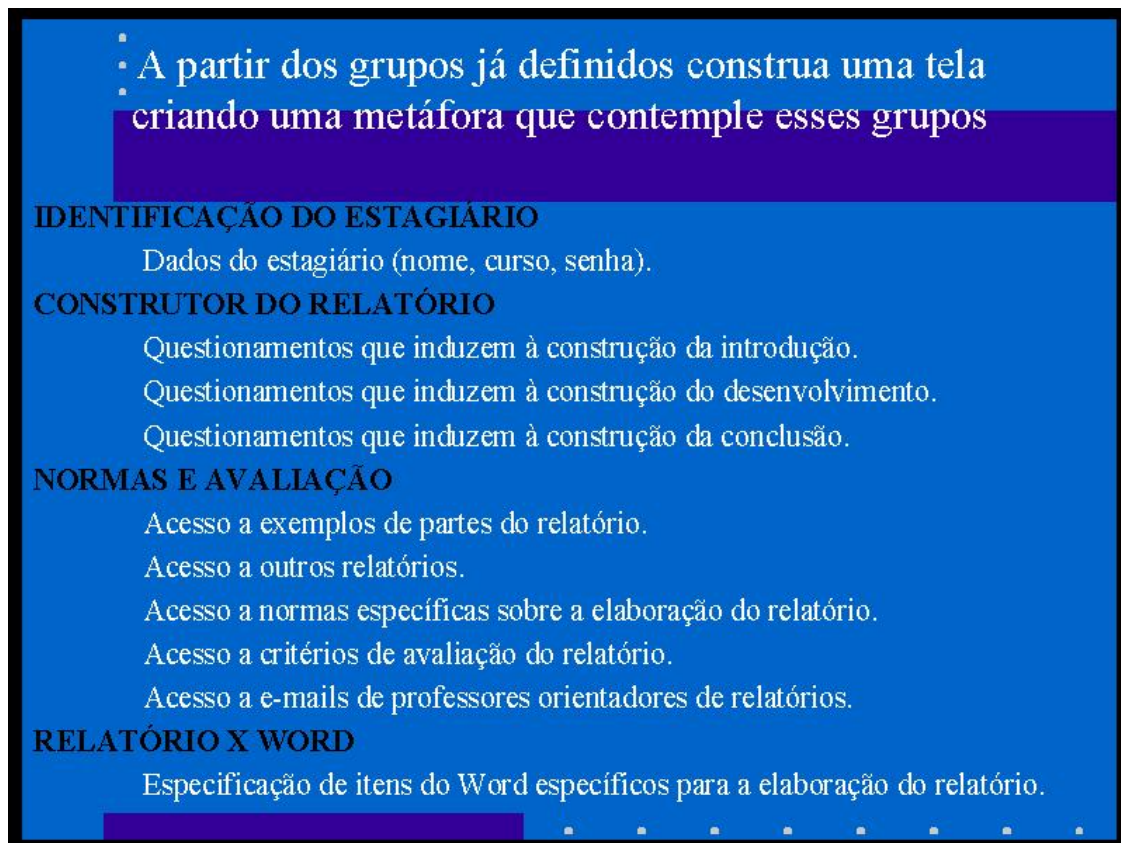 A partir dos grupos já definidos construa uma tela
criando uma metáfora que contemple esses grupos
IDENTIFICAÇÃO DO ESTAGIÁRIO
Dados do estagiário (nome, curso, senha).
CONSTRUTOR DO RELATÓRIO
Questionamentos que induzem à construção da introdução.
Questionamentos que induzem à construção do desenvolvimento.
Questionamentos que induzem à construção da conclusão.
NORMAS E AVALIAÇÃO
Acesso a exemplos de partes do relatório.
Acesso a outros relatórios.
Acesso a normas específicas sobre a elaboração do relatório.
Acesso a critérios de avaliação do relatório.
Acesso a e-mails de professores orientadores de relatórios.
RELATÓRIO X WORD
Especificação de itens do Word específicos para a elaboração do relatório.